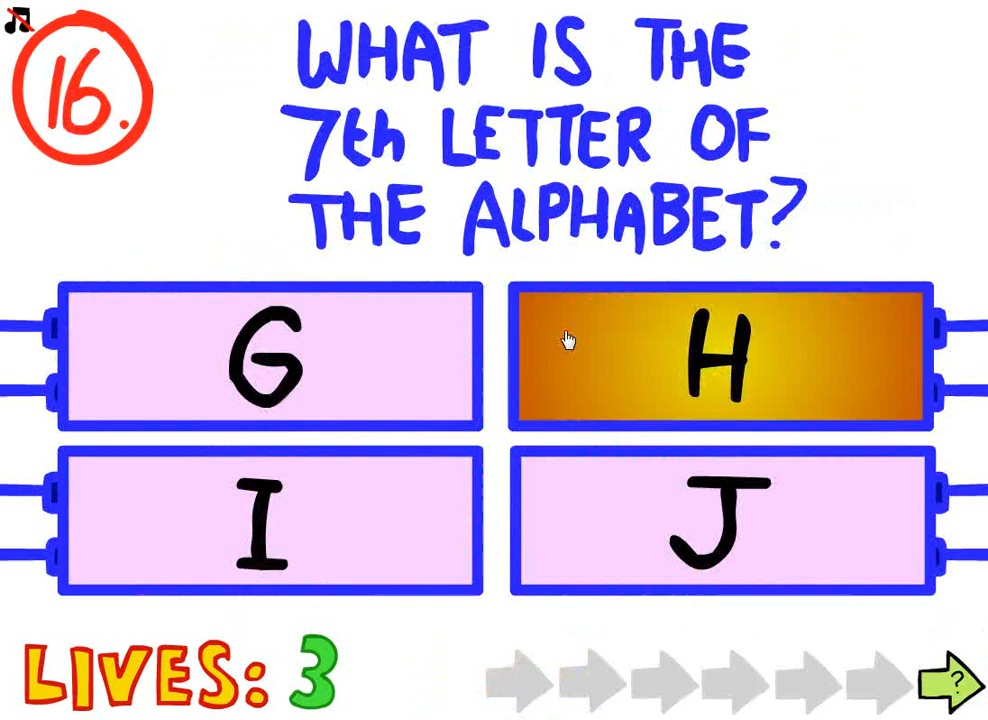 16.
WHAT IS THE
7th LETTER OF
THE ALPHABET?
G
H
I
J
LIVES: 3
?